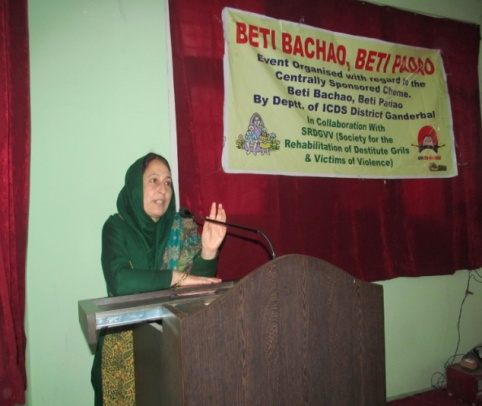 BETI BACHAO, BETI PADAO
Event Organised with regard to the
Centrally Sponsored Cheme.
Beti Bachao, Beti Padao
By Deptt. of ICDS District Ganderbal
In Collaboration With
SRDGVV (Society for the
Rehabilitation of Destitute Grils
& Victims of Violence)